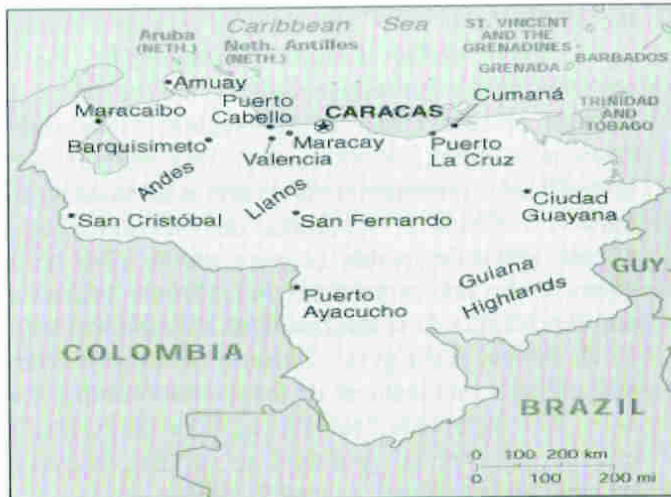 Caribbean Sea
ST. VINCENT
AND THE
GRENADINES
Aruba
(NETH.)
Neth. Antilles
(NETH.)
BARBADOS
GRENADA
Amuay
Maracaibo
Puerto
Cabello
CARACAS
Cumaná
TRINIDAD
AND
TOBAGO
Barquisimeto
Valencia
Maracay
Puerto
La Cruz
Andes
Llanos
San Cristóbal
San Fernando
Ciudad
Guayana
Puerto
Ayacucho
Guiana
Highlands
GUY.
COLOMBIA
BRAZIL
0 100 200 km
0 100 200 mi